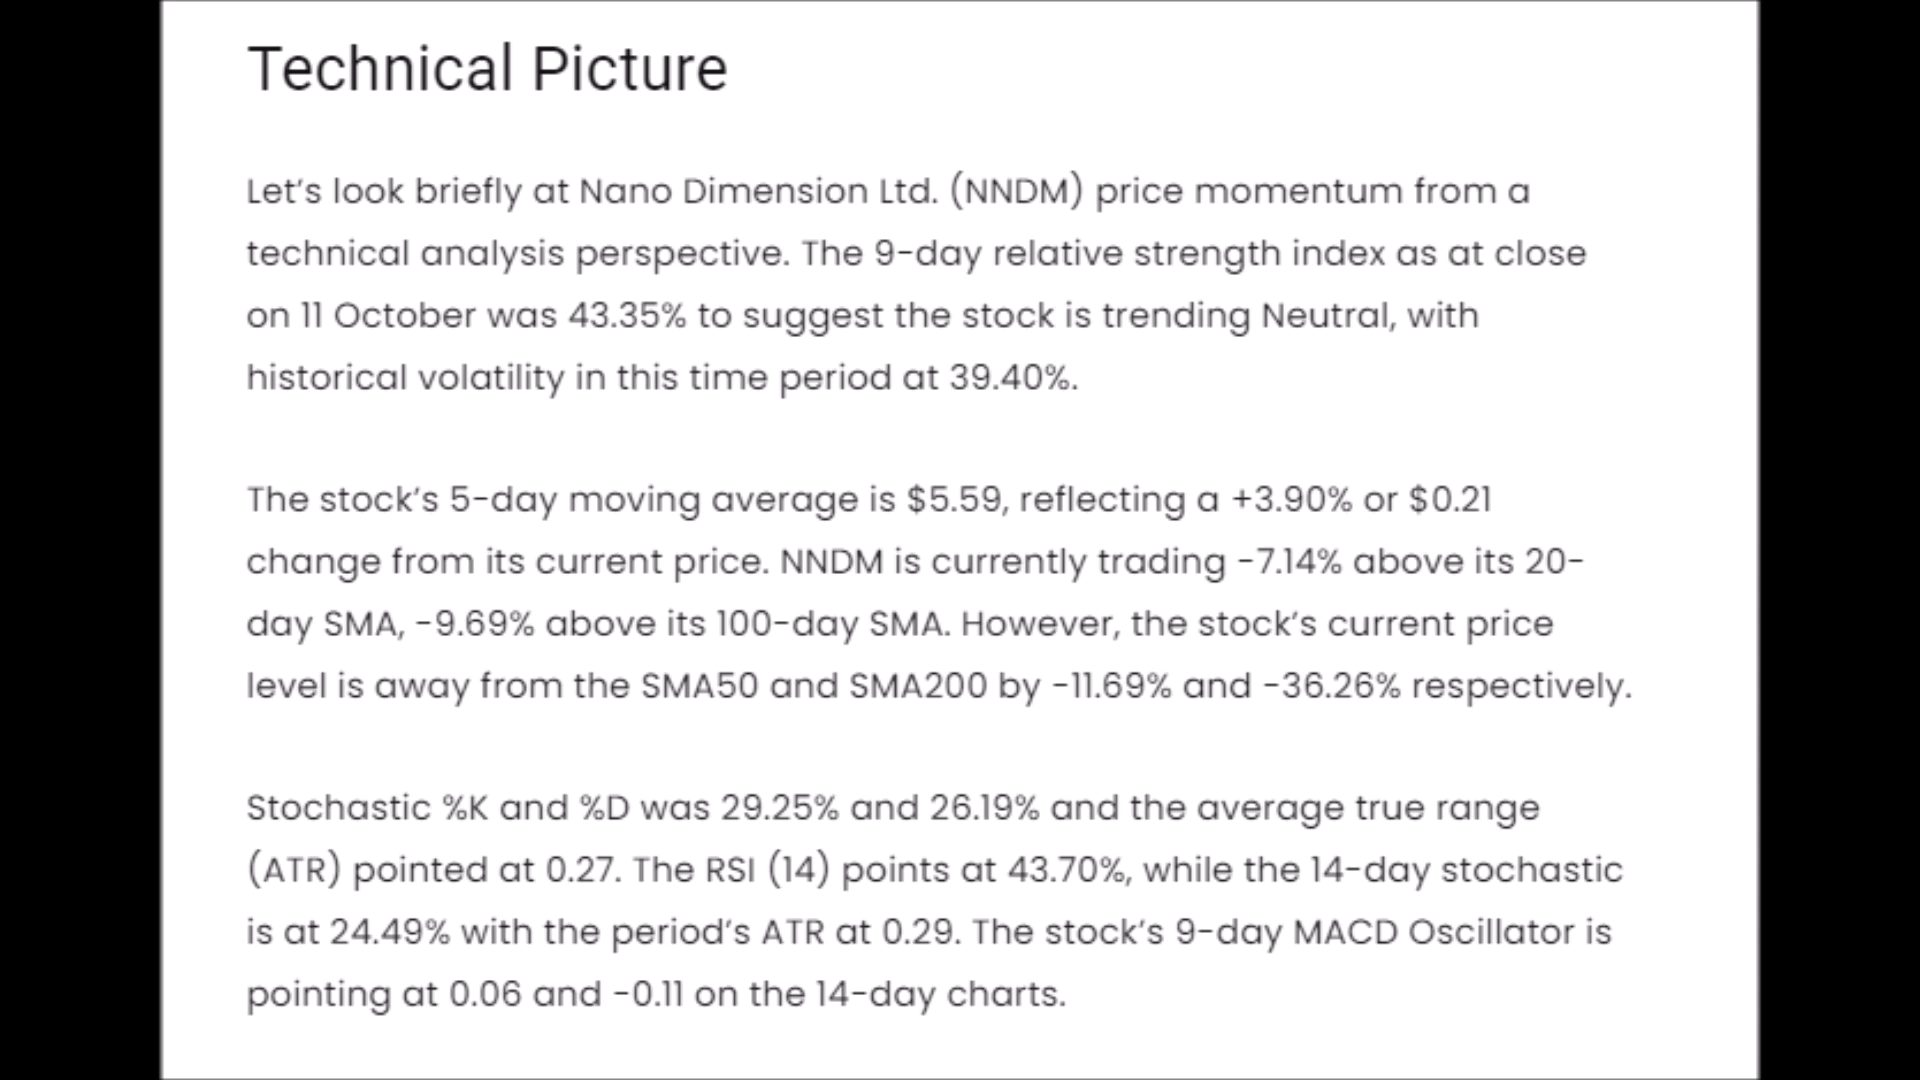 Technical Picture
Let’s look briefly at Nano Dimension Ltd. (NNDM) price momentum from a
technical analysis perspective. The 9-day relative strength index as at close
on 11 October was 43.35% to suggest the stock is trending Neutral, with
historical volatility in this time period at 39.40%.
The stock’s 5-day moving average is $5.59, reflecting a +3.90% or $0.21
change from its current price. NNDM is currently trading -7.14% above its 20-
day SMA, -9.69% above its 100-day SMA. However, the stock’s current price
level is away from the SMA50 and SMA200 by -11.69% and -36.26% respectively.
Stochastic %K and %D was 29.25% and 26.19% and the average true range
(ATR) pointed at 0.27. The RSI (14) points at 43.70%, while the 14-day stochastic
is at 24.49% with the period’s ATR at 0.29. The stock’s 9-day MACD Oscillator is
pointing at 0.06 and -0.11 on the 14-day charts.